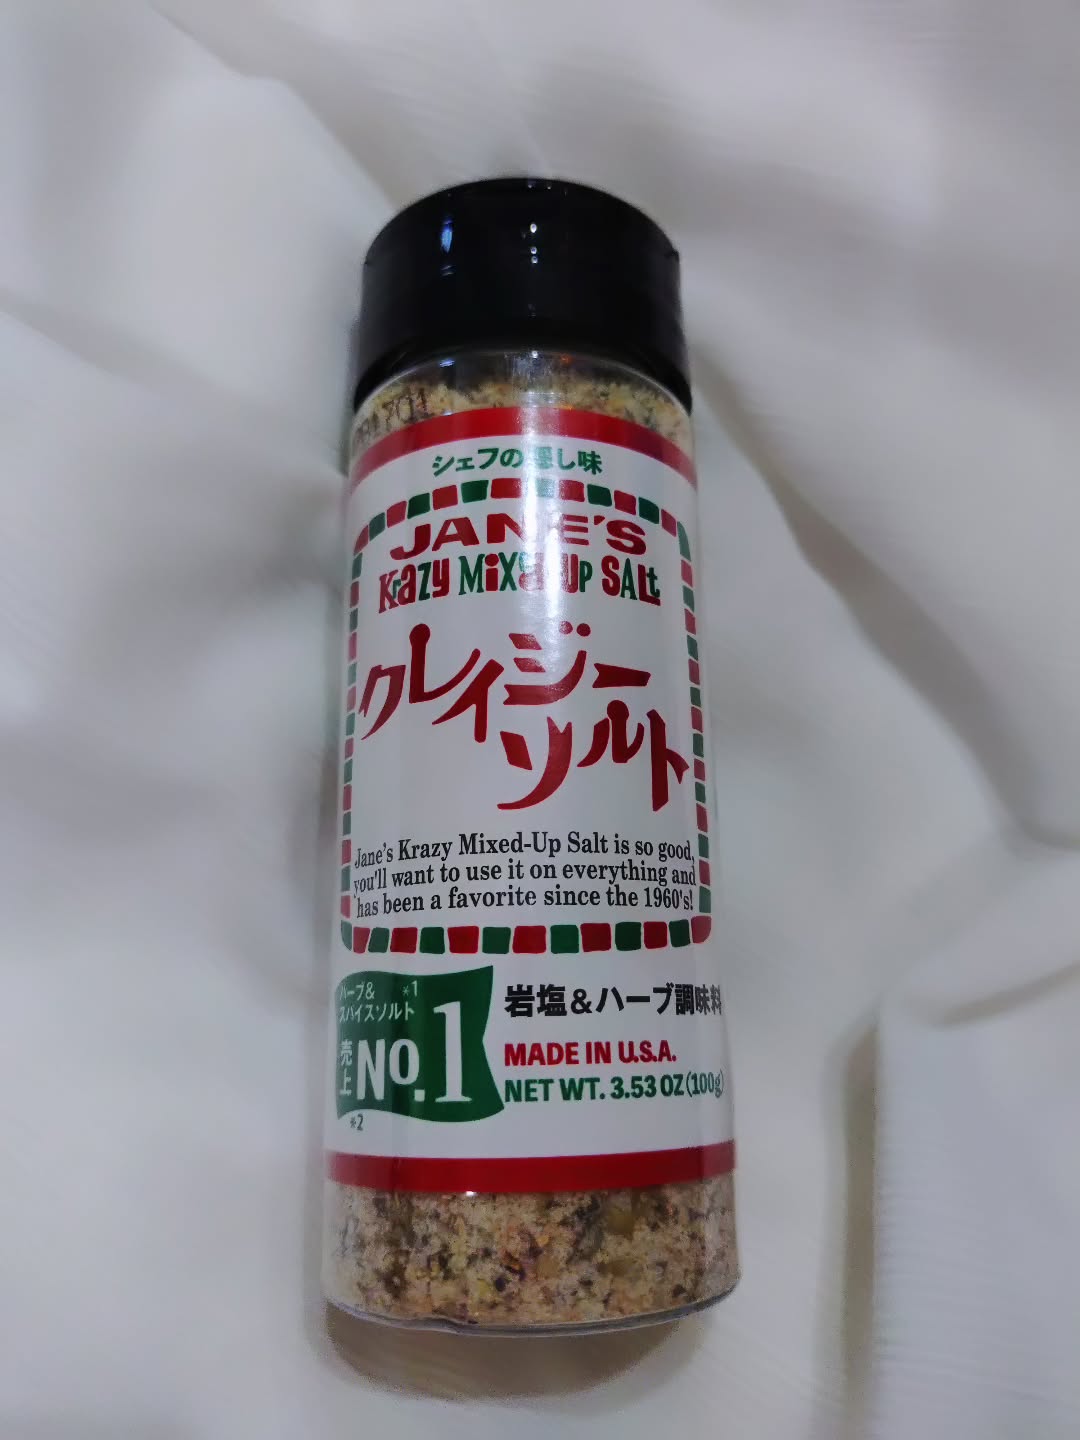 シェフの隠し味
JANE'S
Krazy Mixed-Up SALt
クレイジー
ソルト
Jane's Krazy Mixed-Up Salt is so good,
you'll want to use it on everything and
has been a favorite since the 1960's!
ハーブ& *1
スパイスソルト
売上 No.1
*2
岩塩&ハーブ調味料
MADE IN U.S.A.
NET WT. 3.53 OZ (100g)